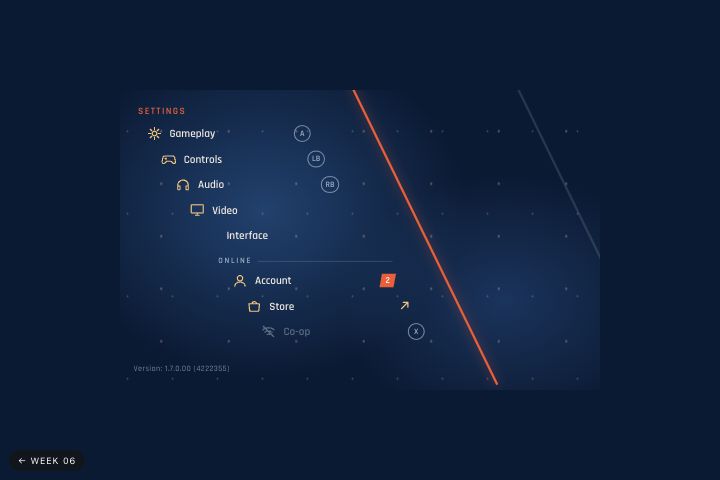 SETTINGS
Gameplay A
Controls LB
Audio RB
Video
Interface
ONLINE
Account 2
Store
Co-op X
Version: 1.7.0.00 (4222355)
← WEEK 06